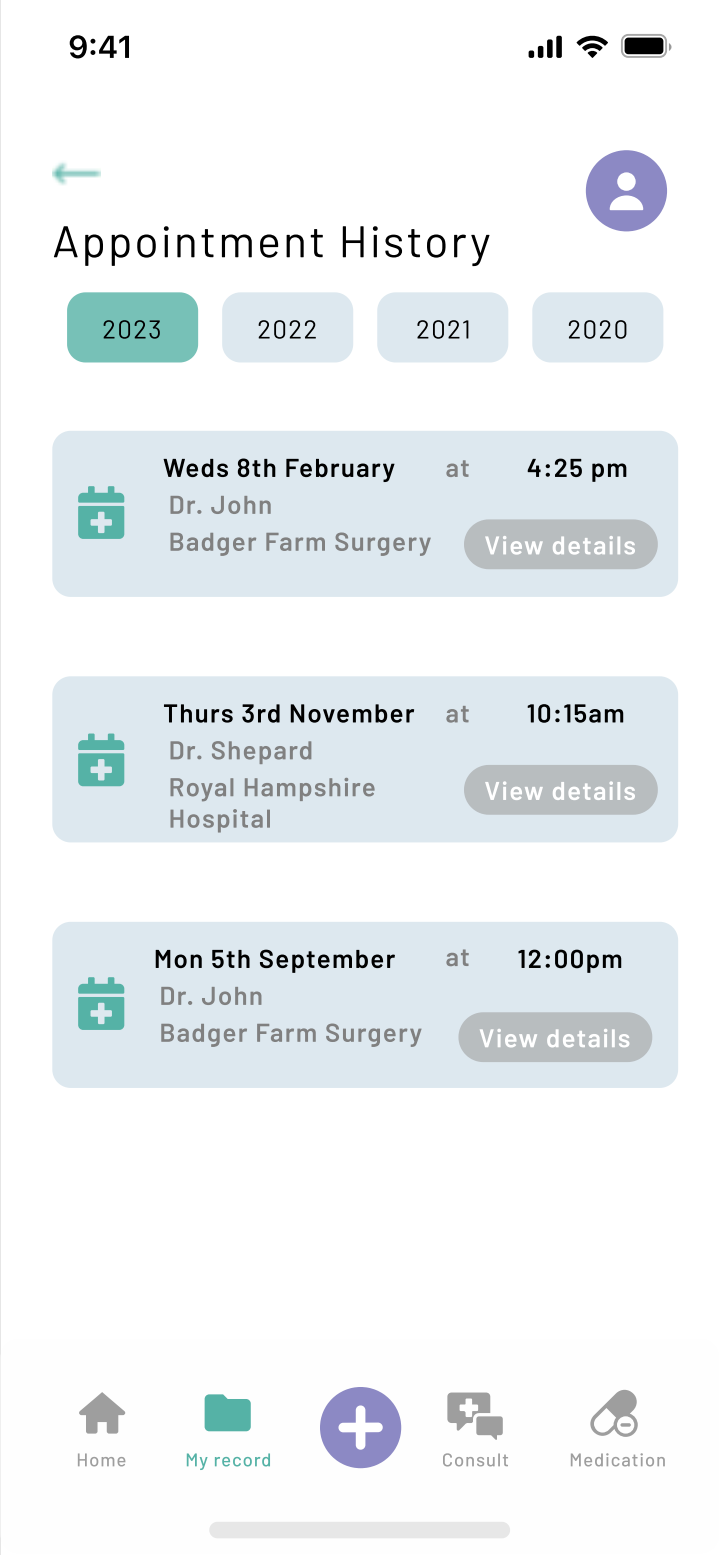 9:41
Appointment History
2023 2022 2021 2020
Weds 8th February at 4:25 pm
Dr. John
Badger Farm Surgery
View details
Thurs 3rd November at 10:15am
Dr. Shepard
Royal Hampshire
Hospital
View details
Mon 5th September at 12:00pm
Dr. John
Badger Farm Surgery
View details
Home My record Consult Medication